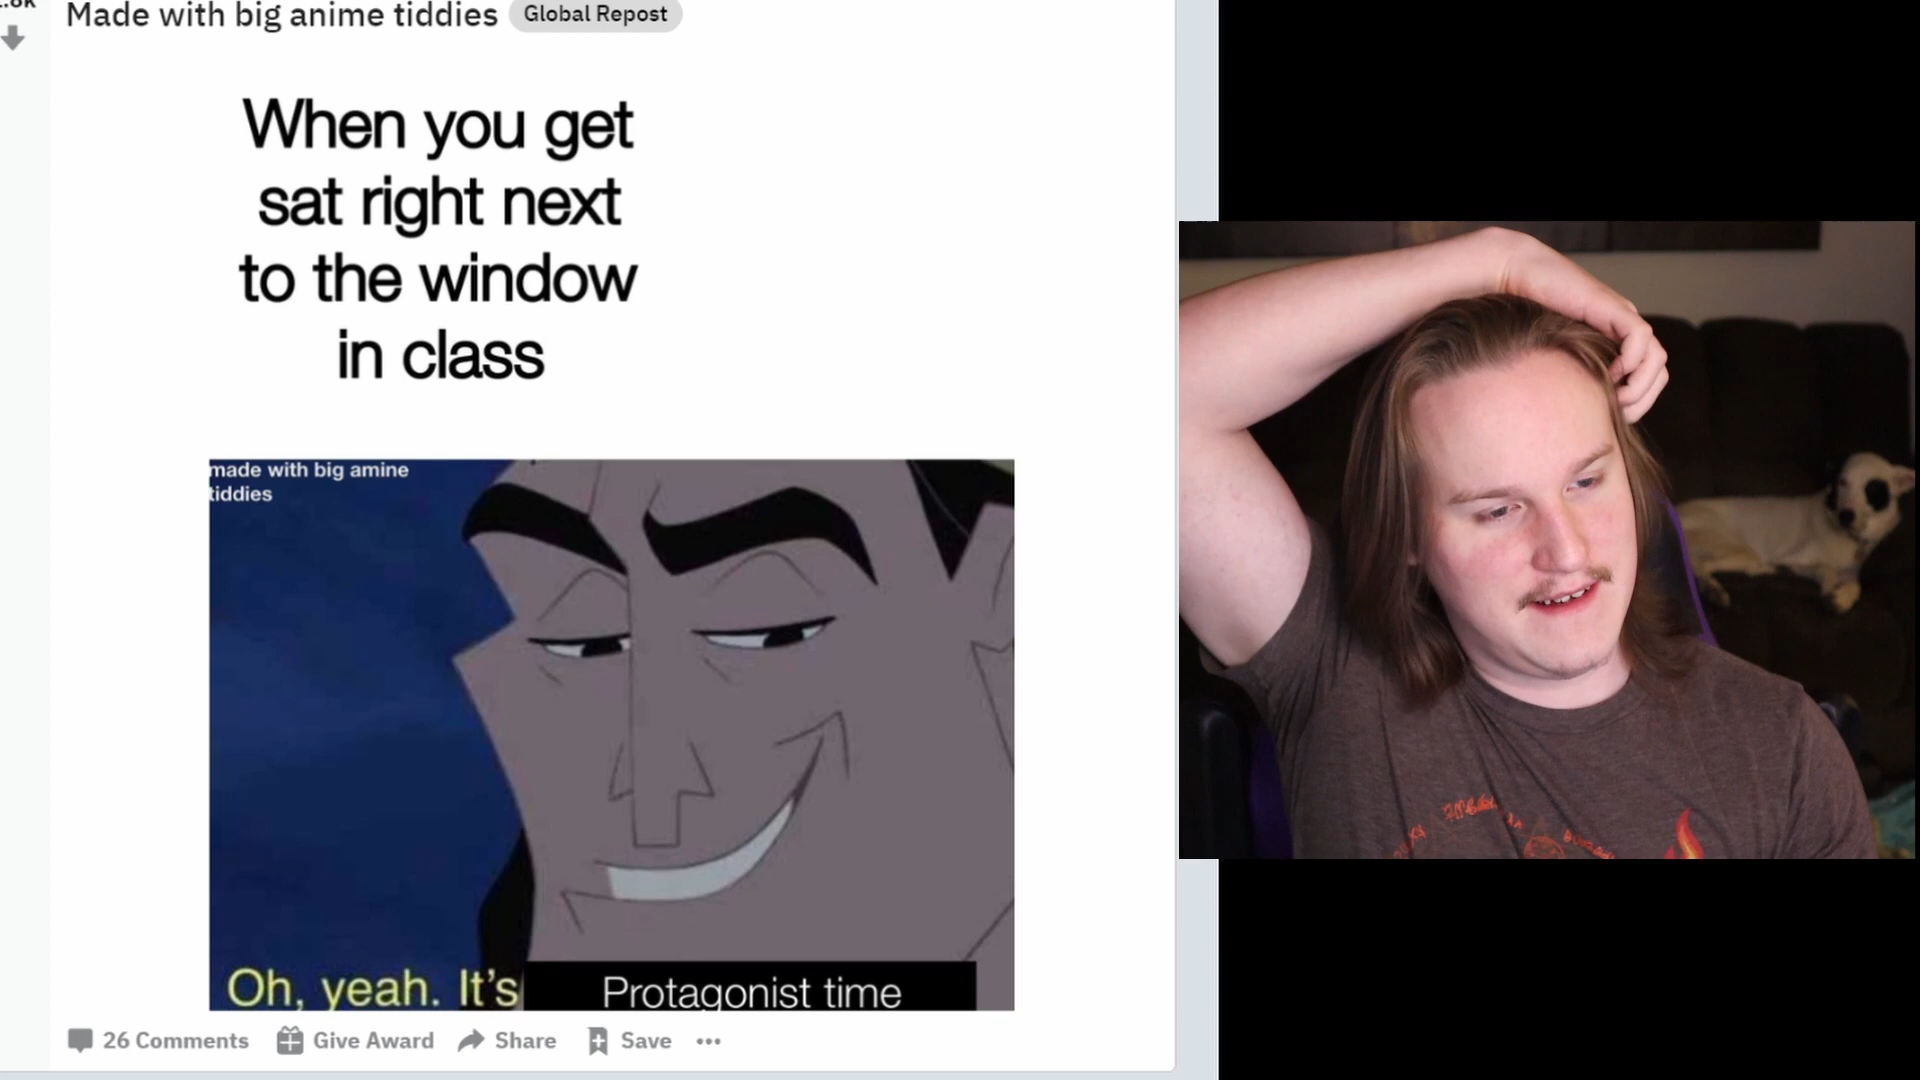 Made with big anime tiddies Global Repost
When you get
sat right next
to the window
in class
made with big amine
tiddies
Oh, yeah. It's Protagonist time
26 Comments Give Award Share Save